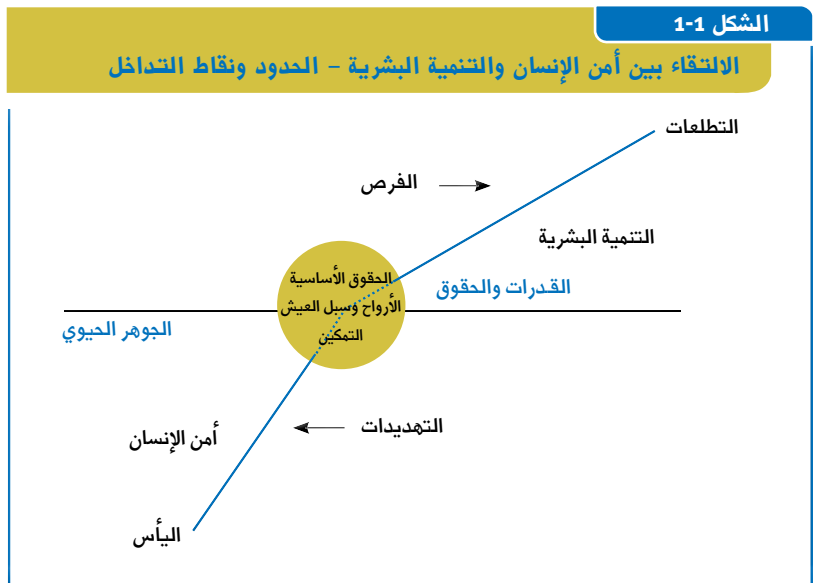 الشكل 1-1
الالتقاء بين أمن الإنسان والتنمية البشرية – الحدود ونقاط التداخل
التطلعات
الفرص
التنمية البشرية
الحقوق الأساسية
الأرواح وسبل العيش
التمكين
القدرات والحقوق
الجوهر الحيوي
التهديدات
أمن الإنسان
اليأس